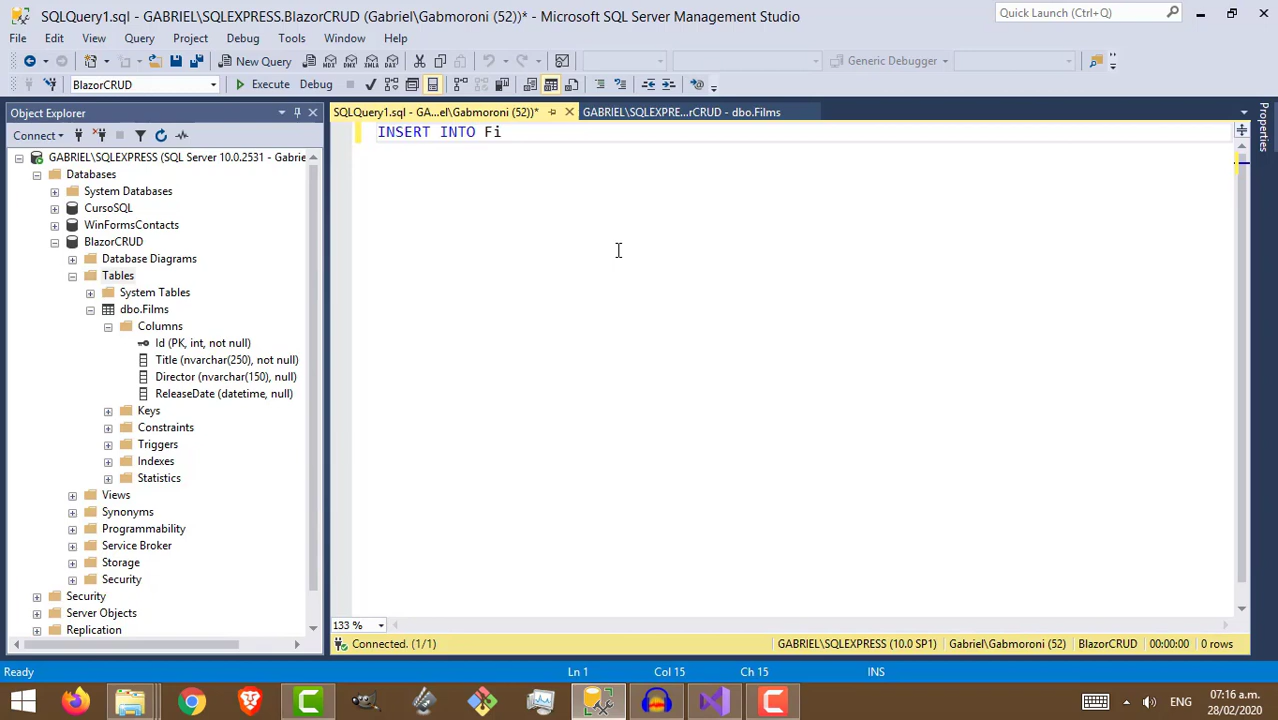 SQLQuery1.sql - GABRIEL\SQLEXPRESS.BlazorCRUD (Gabriel\Gabmoroni (52))* - Microsoft SQL Server Management Studio
Quick Launch (Ctrl+Q)
File Edit View Query Project Debug Tools Window Help
New Query
Generic Debugger
BlazorCRUD
Execute Debug
Object Explorer
SQLQuery1.sql - GA...el\Gabmoroni (52))*
GABRIEL\SQLEXPRE...rCRUD - dbo.Films
Properties
Connect
INSERT INTO Fi
GABRIEL\SQLEXPRESS (SQL Server 10.0.2531 - Gabrie
Databases
System Databases
CursoSQL
WinFormsContacts
BlazorCRUD
Database Diagrams
Tables
System Tables
dbo.Films
Columns
Id (PK, int, not null)
Title (nvarchar(250), not null)
Director (nvarchar(150), null)
ReleaseDate (datetime, null)
Keys
Constraints
Triggers
Indexes
Statistics
Views
Synonyms
Programmability
Service Broker
Storage
Security
Security
Server Objects
Replication
133 %
Connected. (1/1)
GABRIEL\SQLEXPRESS (10.0 SP1)
Gabriel\Gabmoroni (52)
BlazorCRUD
00:00:00
0 rows
Ready
Ln 1
Col 15
Ch 15
INS
ENG
07:16 a.m.
28/02/2020